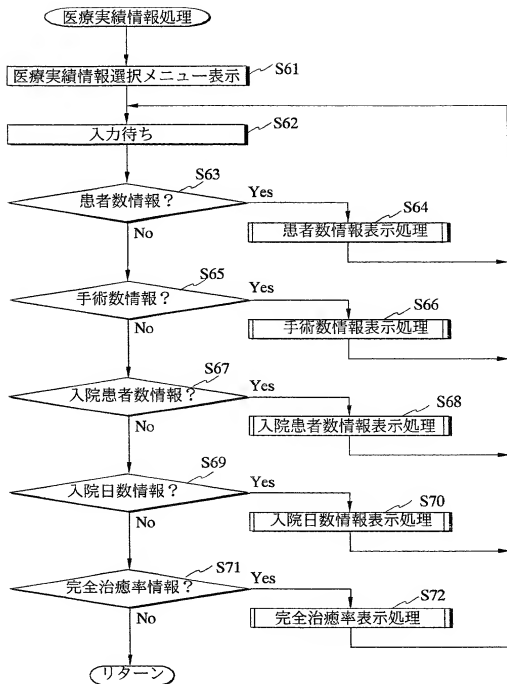 医療実績情報処理
医療実績情報選択メニュー表示
S61
入力待ち
S62
患者数情報?
S63
Yes
No
患者数情報表示処理
S64
手術数情報?
S65
Yes
No
手術数情報表示処理
S66
入院患者数情報?
S67
Yes
No
入院患者数情報表示処理
S68
入院日数情報?
S69
Yes
No
入院日数情報表示処理
S70
完全治癒率情報?
S71
Yes
No
完全治癒率表示処理
S72
リターン